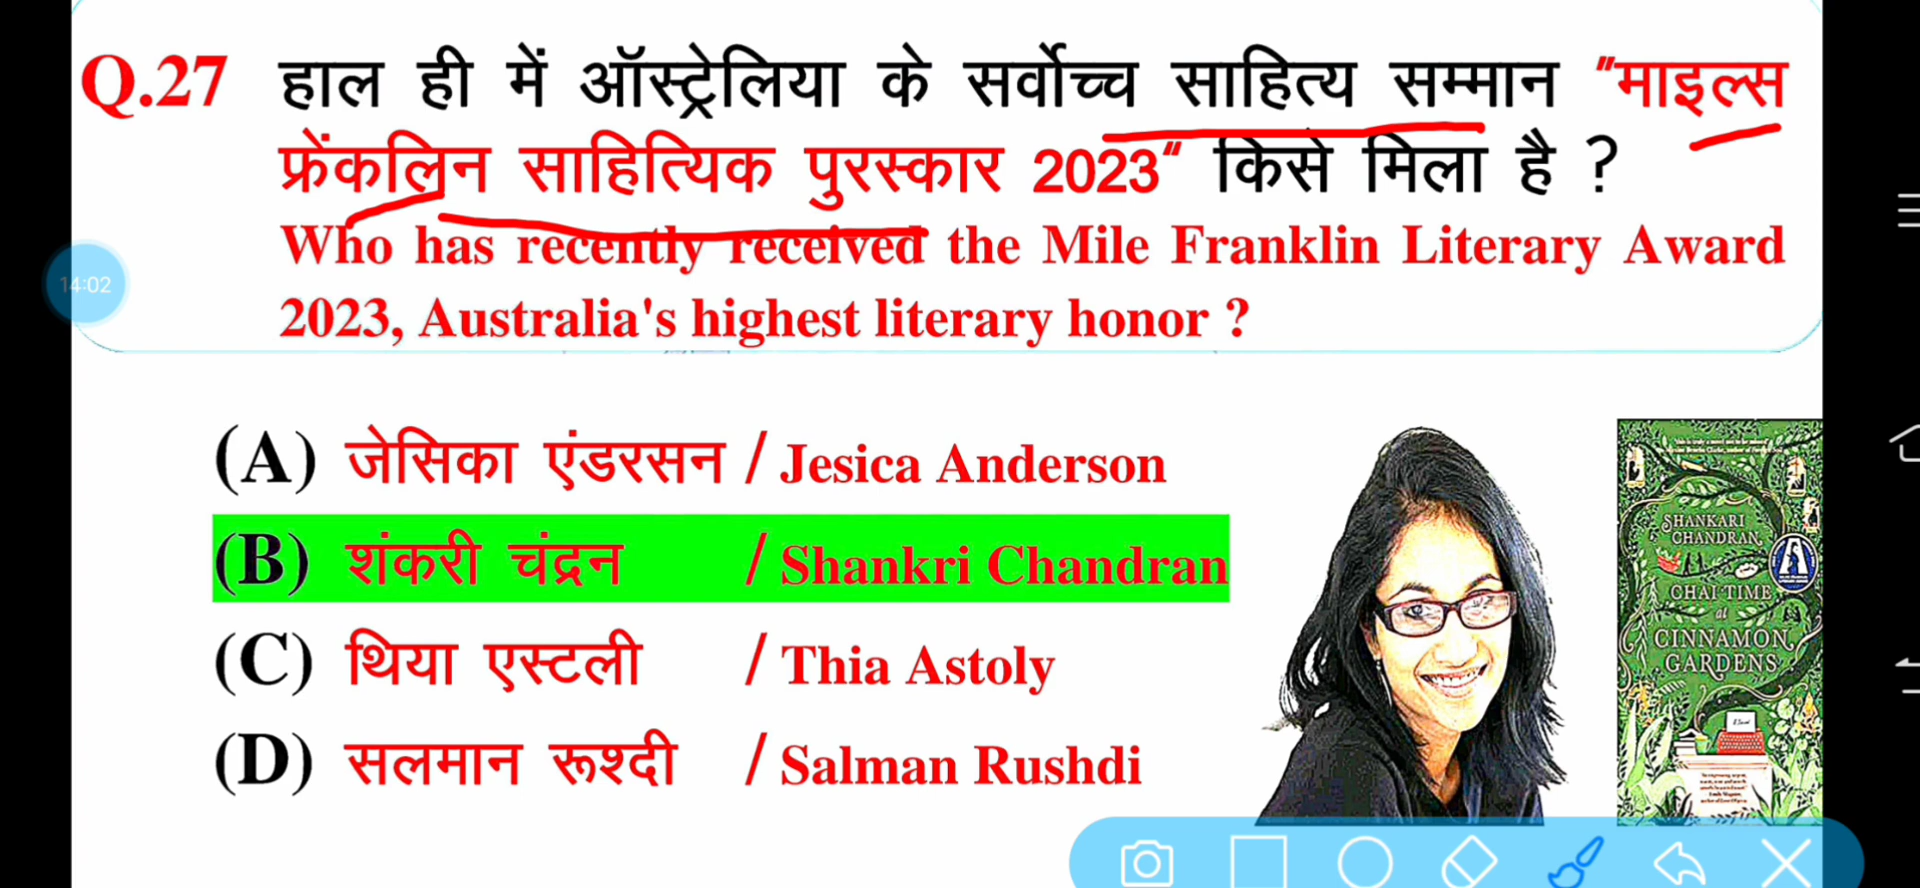 Q.27 हाल ही में ऑस्ट्रेलिया के सर्वोच्च साहित्य सम्मान "माइल्स
फ्रेंकलिन साहित्यिक पुरस्कार 2023" किसे मिला है ?
Who has recently received the Mile Franklin Literary Award
14:02
2023, Australia's highest literary honor ?
(A) जेसिका एंडरसन / Jesica Anderson
(B) शंकरी चंद्रन / Shankri Chandran
(C) थिया एस्टली / Thia Astoly
(D) सलमान रूश्दी / Salman Rushdi
SHANKARI
CHANDRAN
CHAI TIME
at
CINNAMON
GARDENS